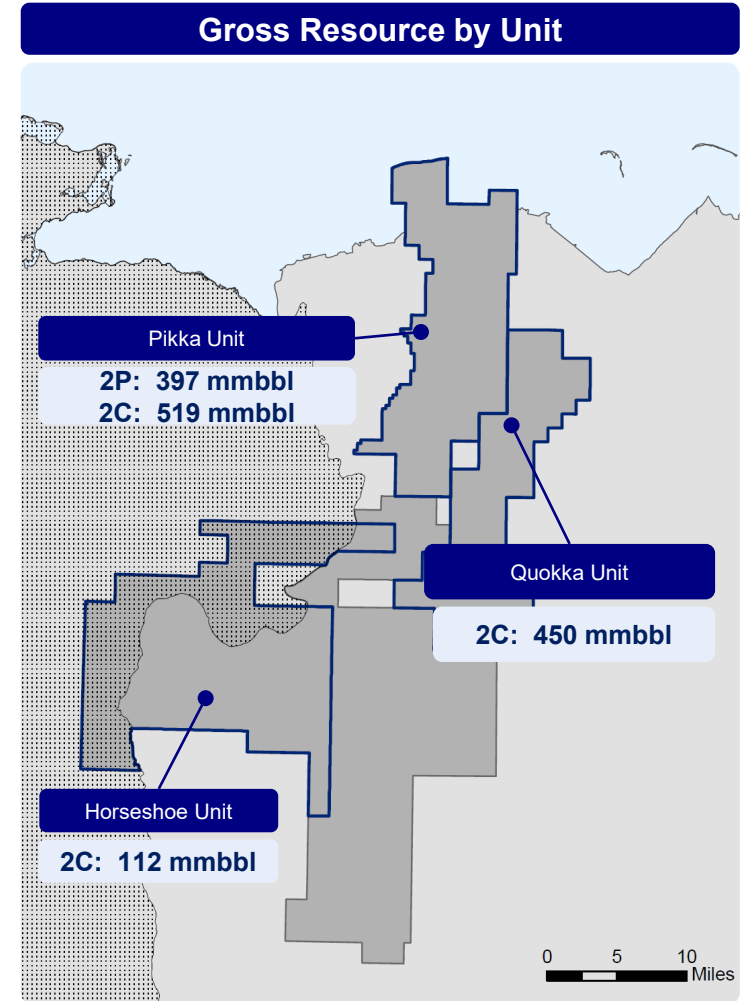 Gross Resource by Unit
Pikka Unit
2P: 397 mmbbl
2C: 519 mmbbl
Quokka Unit
2C: 450 mmbbl
Horseshoe Unit
2C: 112 mmbbl
0 5 10
Miles